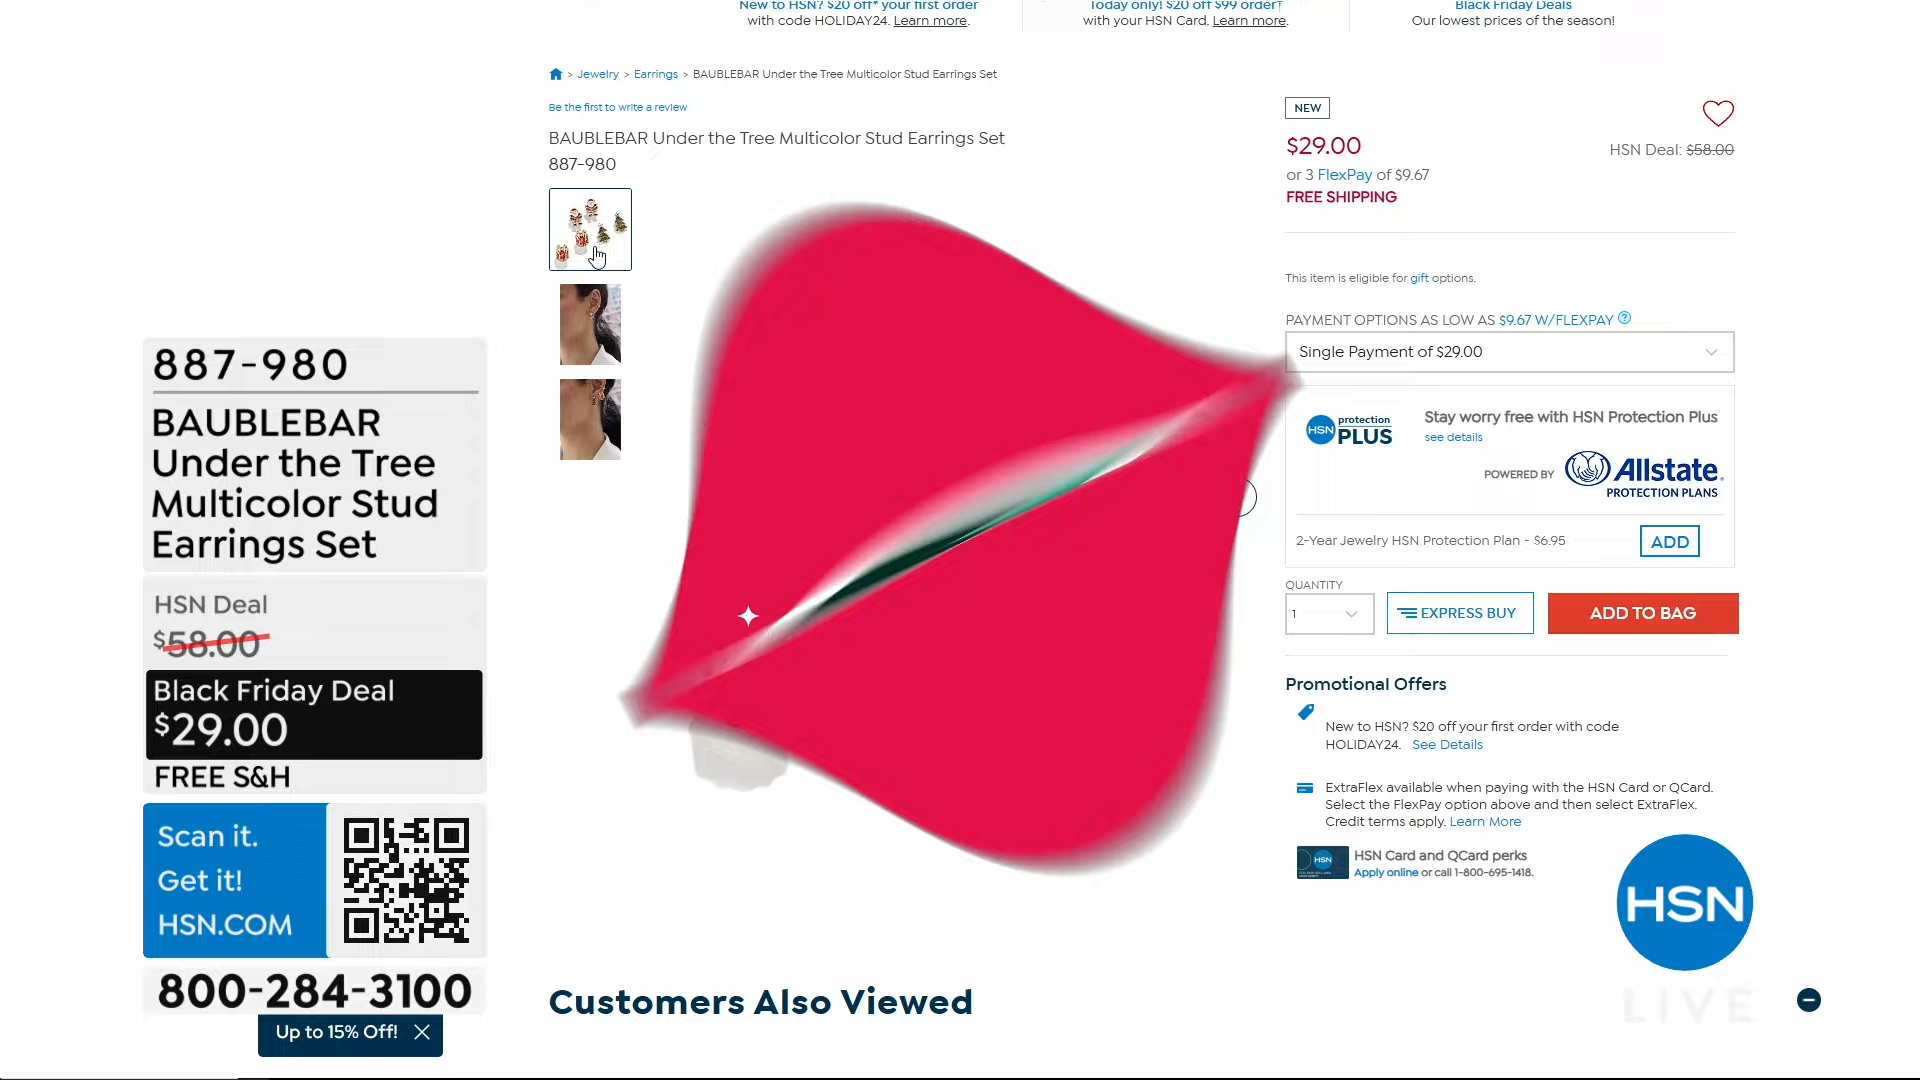 New to HSN? $20 off* your first order
with code HOLIDAY24. Learn more.
Today only! $20 off $99 order†
with your HSN Card. Learn more.
Black Friday Deals
Our lowest prices of the season!
> Jewelry > Earrings > BAUBLEBAR Under the Tree Multicolor Stud Earrings Set
Be the first to write a review
BAUBLEBAR Under the Tree Multicolor Stud Earrings Set
887-980
NEW
$29.00
HSN Deal: $58.00
or 3 FlexPay of $9.67
FREE SHIPPING
This item is eligible for gift options.
PAYMENT OPTIONS AS LOW AS $9.67 W/FLEXPAY ?
Single Payment of $29.00
HSN protection PLUS
Stay worry free with HSN Protection Plus
see details
POWERED BY Allstate.
PROTECTION PLANS
2-Year Jewelry HSN Protection Plan - $6.95
ADD
QUANTITY
1
EXPRESS BUY
ADD TO BAG
Promotional Offers
New to HSN? $20 off your first order with code
HOLIDAY24. See Details
ExtraFlex available when paying with the HSN Card or QCard.
Select the FlexPay option above and then select ExtraFlex.
Credit terms apply. Learn More
HSN
HSN Card and QCard perks
Apply online or call 1-800-695-1418.
HSN
LIVE
887-980
BAUBLEBAR
Under the Tree
Multicolor Stud
Earrings Set
HSN Deal
$58.00
Black Friday Deal
$29.00
FREE S&H
Scan it.
Get it!
HSN.COM
800-284-3100
Up to 15% Off!
Customers Also Viewed